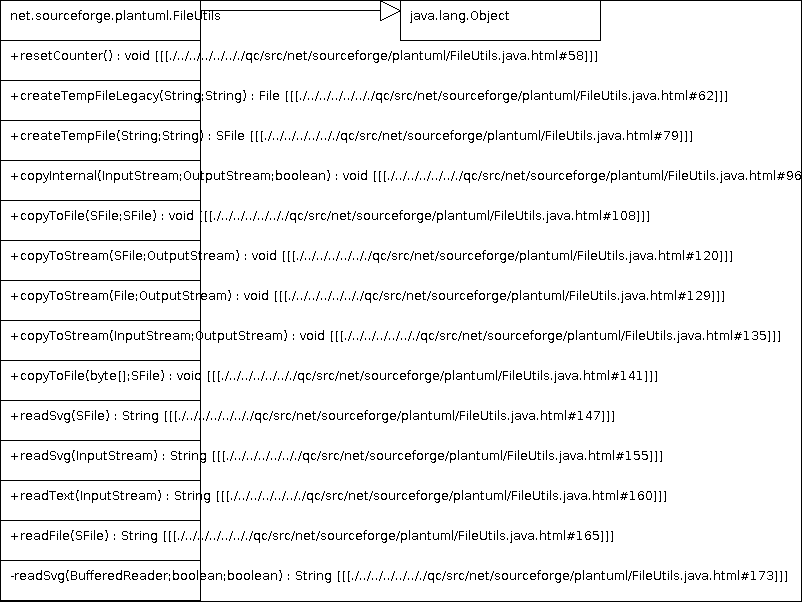 net.sourceforge.plantuml.FileUtils
java.lang.Object
+resetCounter() : void [[[./../../../../../../qc/src/net/sourceforge/plantuml/FileUtils.java.html#58]]]
+createTempFileLegacy(String;String) : File [[[./../../../../../../qc/src/net/sourceforge/plantuml/FileUtils.java.html#62]]]
+createTempFile(String;String) : SFile [[[./../../../../../../qc/src/net/sourceforge/plantuml/FileUtils.java.html#79]]]
+copyInternal(InputStream;OutputStream;boolean) : void [[[./../../../../../../qc/src/net/sourceforge/plantuml/FileUtils.java.html#96
+copyToFile(SFile;SFile) : void [[[./../../../../../../qc/src/net/sourceforge/plantuml/FileUtils.java.html#108]]]
+copyToStream(SFile;OutputStream) : void [[[./../../../../../../qc/src/net/sourceforge/plantuml/FileUtils.java.html#120]]]
+copyToStream(File;OutputStream) : void [[[./../../../../../../qc/src/net/sourceforge/plantuml/FileUtils.java.html#129]]]
+copyToStream(InputStream;OutputStream) : void [[[./../../../../../../qc/src/net/sourceforge/plantuml/FileUtils.java.html#135]]]
+copyToFile(byte[];SFile) : void [[[./../../../../../../qc/src/net/sourceforge/plantuml/FileUtils.java.html#141]]]
+readSvg(SFile) : String [[[./../../../../../../qc/src/net/sourceforge/plantuml/FileUtils.java.html#147]]]
+readSvg(InputStream) : String [[[./../../../../../../qc/src/net/sourceforge/plantuml/FileUtils.java.html#155]]]
+readText(InputStream) : String [[[./../../../../../../qc/src/net/sourceforge/plantuml/FileUtils.java.html#160]]]
+readFile(SFile) : String [[[./../../../../../../qc/src/net/sourceforge/plantuml/FileUtils.java.html#165]]]
-readSvg(BufferedReader;boolean;boolean) : String [[[./../../../../../../qc/src/net/sourceforge/plantuml/FileUtils.java.html#173]]]